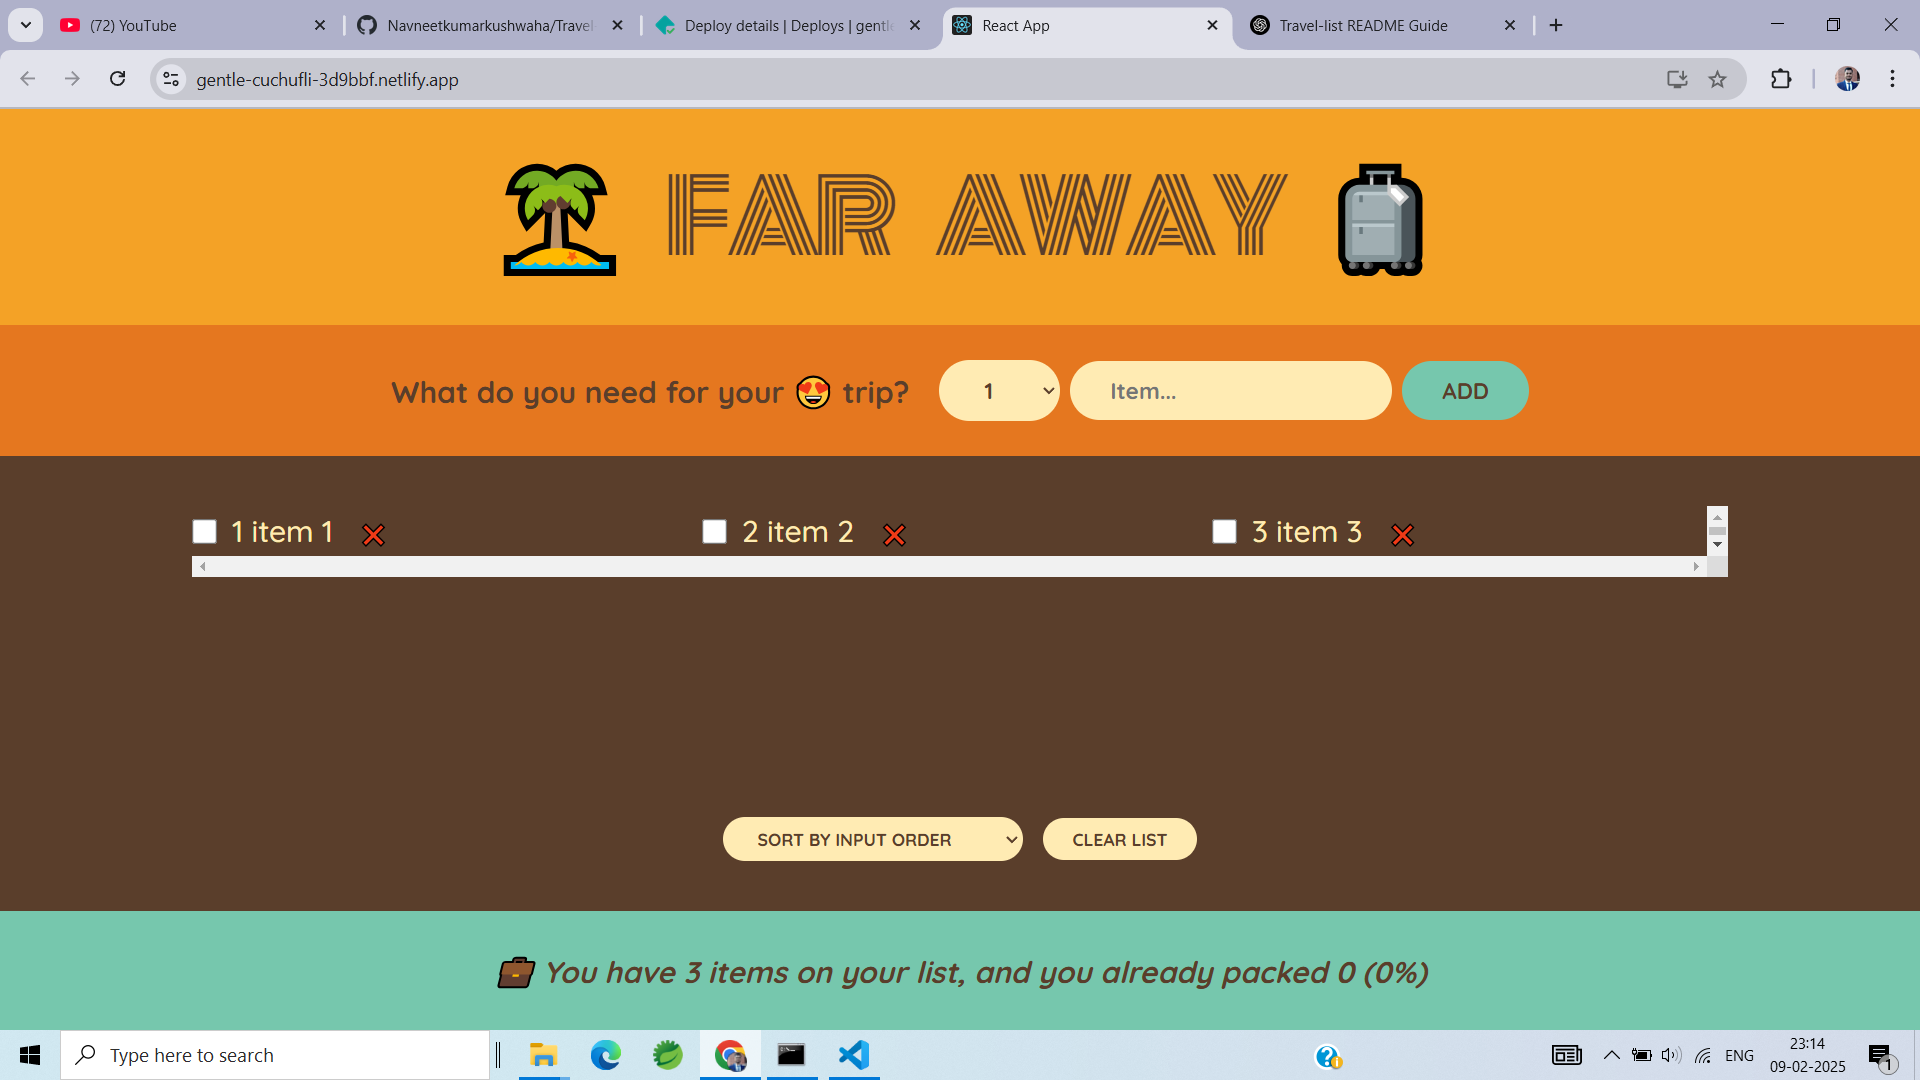 (72) YouTube
Navneetkumarkushwaha/Travel-
Deploy details | Deploys | gentle
React App
Travel-list README Guide
gentle-cuchufli-3d9bbf.netlify.app
FAR AWAY
What do you need for your 😍 trip?
1
Item...
ADD
1 item 1 ❌
2 item 2 ❌
3 item 3 ❌
SORT BY INPUT ORDER
CLEAR LIST
💼 You have 3 items on your list, and you already packed 0 (0%)
Type here to search
ENG
23:14
09-02-2025
1